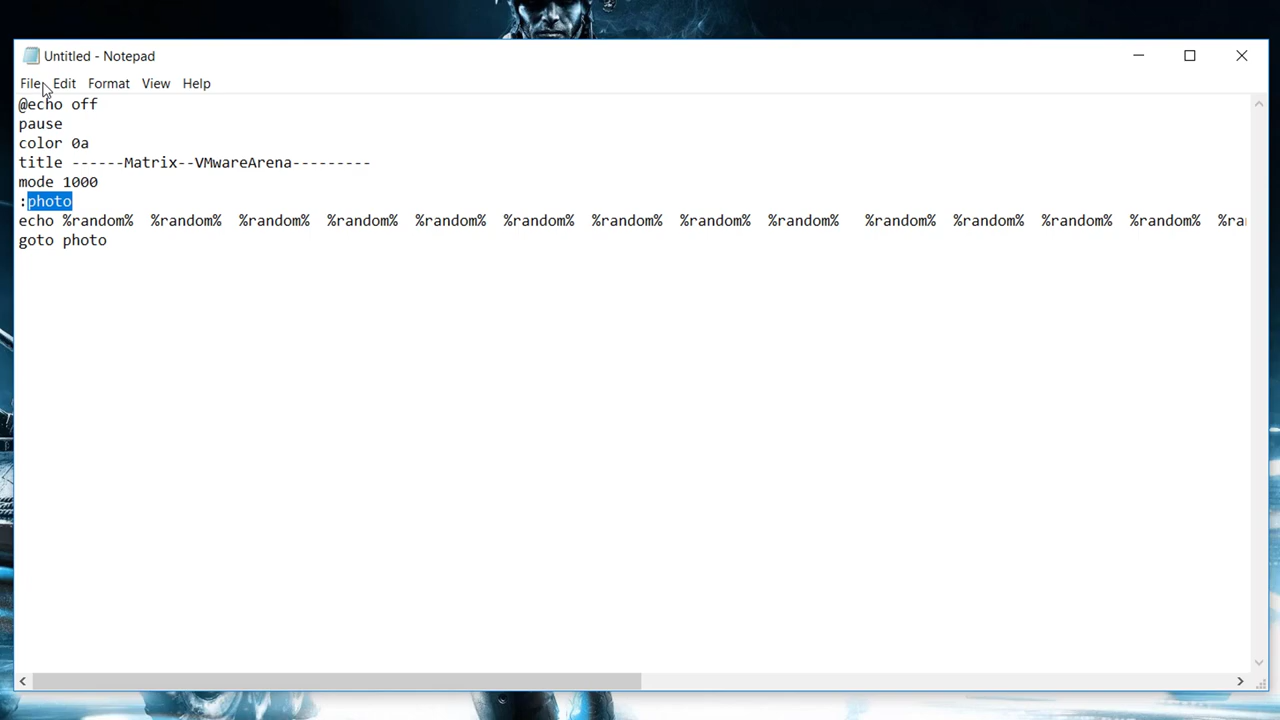 Untitled - Notepad
File Edit Format View Help
@echo off
pause
color 0a
title ------Matrix--VMwareArena---------
mode 1000
:photo
echo %random%  %random%  %random%  %random%  %random%  %random%  %random%  %random%  %random%   %random%  %random%  %random%  %random%  %ra
goto photo